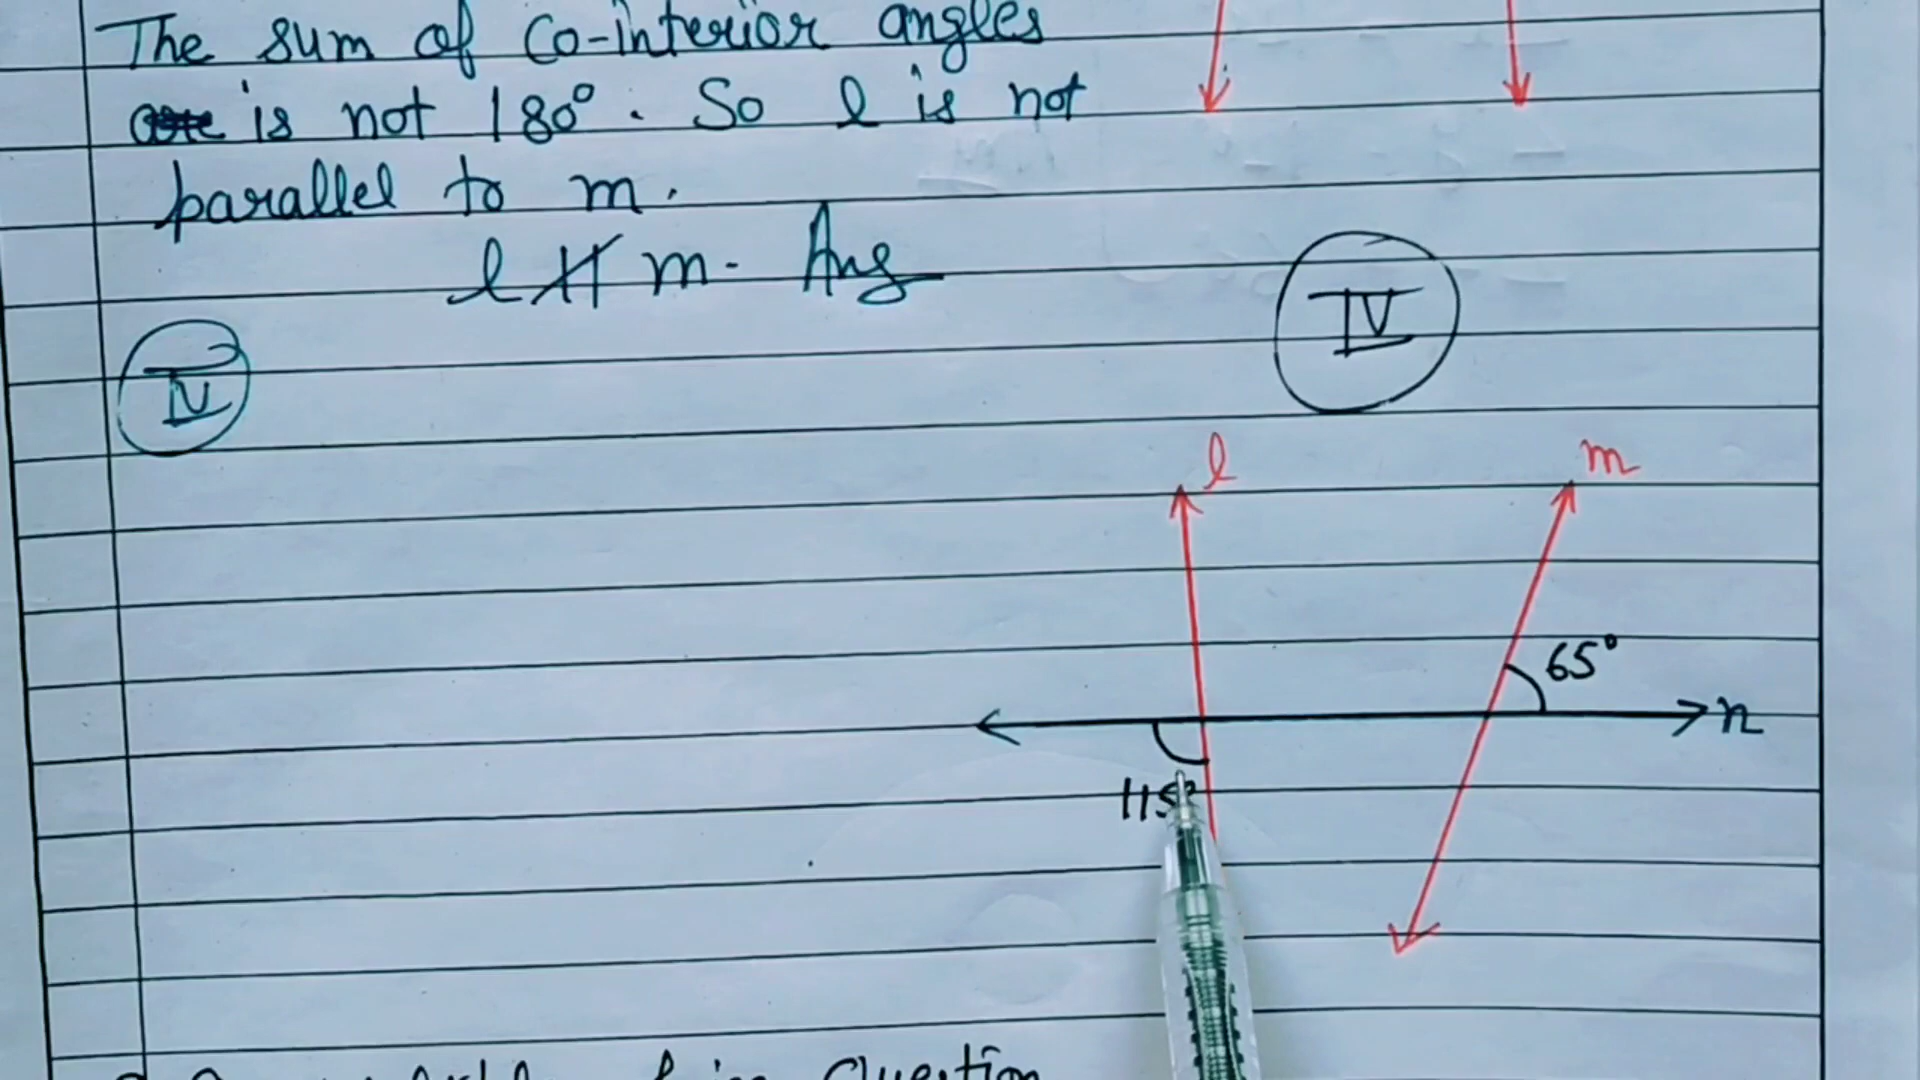 The sum of Co-interior angles
is not 180°. So l is not
parallel to m.
l ∦ m. Ans
IV
IV
l
m
65°
n
115°
Question